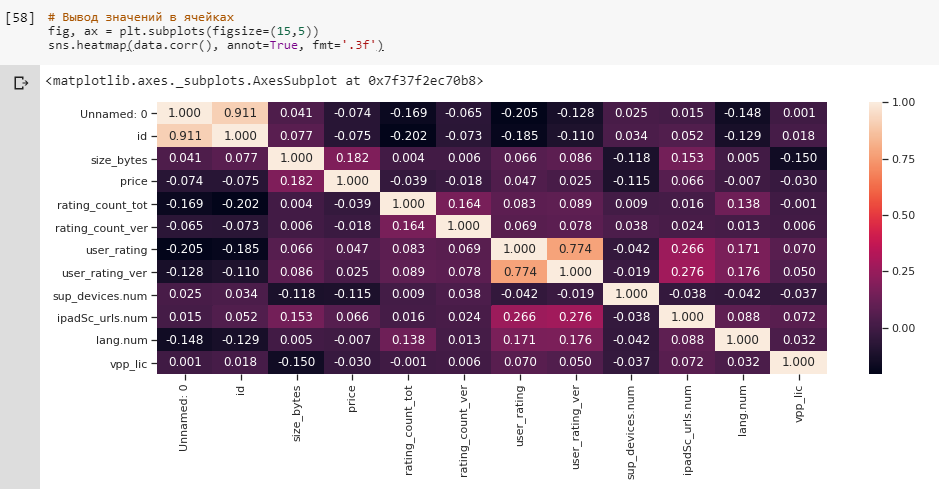 [58] # Вывод значений в ячейках
fig, ax = plt.subplots(figsize=(15,5))
sns.heatmap(data.corr(), annot=True, fmt='.3f')
<matplotlib.axes._subplots.AxesSubplot at 0x7f37f2ec70b8>
Unnamed: 0 1.000 0.911 0.041 -0.074 -0.169 -0.065 -0.205 -0.128 0.025 0.015 -0.148 0.001
id 0.911 1.000 0.077 -0.075 -0.202 -0.073 -0.185 -0.110 0.034 0.052 -0.129 0.018
size_bytes 0.041 0.077 1.000 0.182 0.004 0.006 0.066 0.086 -0.118 0.153 0.005 -0.150
price -0.074 -0.075 0.182 1.000 -0.039 -0.018 0.047 0.025 -0.115 0.066 -0.007 -0.030
rating_count_tot -0.169 -0.202 0.004 -0.039 1.000 0.164 0.083 0.089 0.009 0.016 0.138 -0.001
rating_count_ver -0.065 -0.073 0.006 -0.018 0.164 1.000 0.069 0.078 0.038 0.024 0.013 0.006
user_rating -0.205 -0.185 0.066 0.047 0.083 0.069 1.000 0.774 -0.042 0.266 0.171 0.070
user_rating_ver -0.128 -0.110 0.086 0.025 0.089 0.078 0.774 1.000 -0.019 0.276 0.176 0.050
sup_devices.num 0.025 0.034 -0.118 -0.115 0.009 0.038 -0.042 -0.019 1.000 -0.038 -0.042 -0.037
ipadSc_urls.num 0.015 0.052 0.153 0.066 0.016 0.024 0.266 0.276 -0.038 1.000 0.088 0.072
lang.num -0.148 -0.129 0.005 -0.007 0.138 0.013 0.171 0.176 -0.042 0.088 1.000 0.032
vpp_lic 0.001 0.018 -0.150 -0.030 -0.001 0.006 0.070 0.050 -0.037 0.072 0.032 1.000
Unnamed: 0
id
size_bytes
price
rating_count_tot
rating_count_ver
user_rating
user_rating_ver
sup_devices.num
ipadSc_urls.num
lang.num
vpp_lic
1.00
0.75
0.50
0.25
0.00